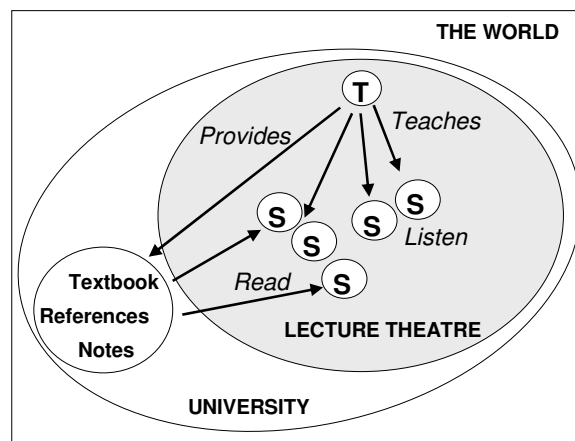 THE WORLD
T
Provides
Teaches
S
S
S
S
Listen
S
Read
Textbook
References
Notes
LECTURE THEATRE
UNIVERSITY